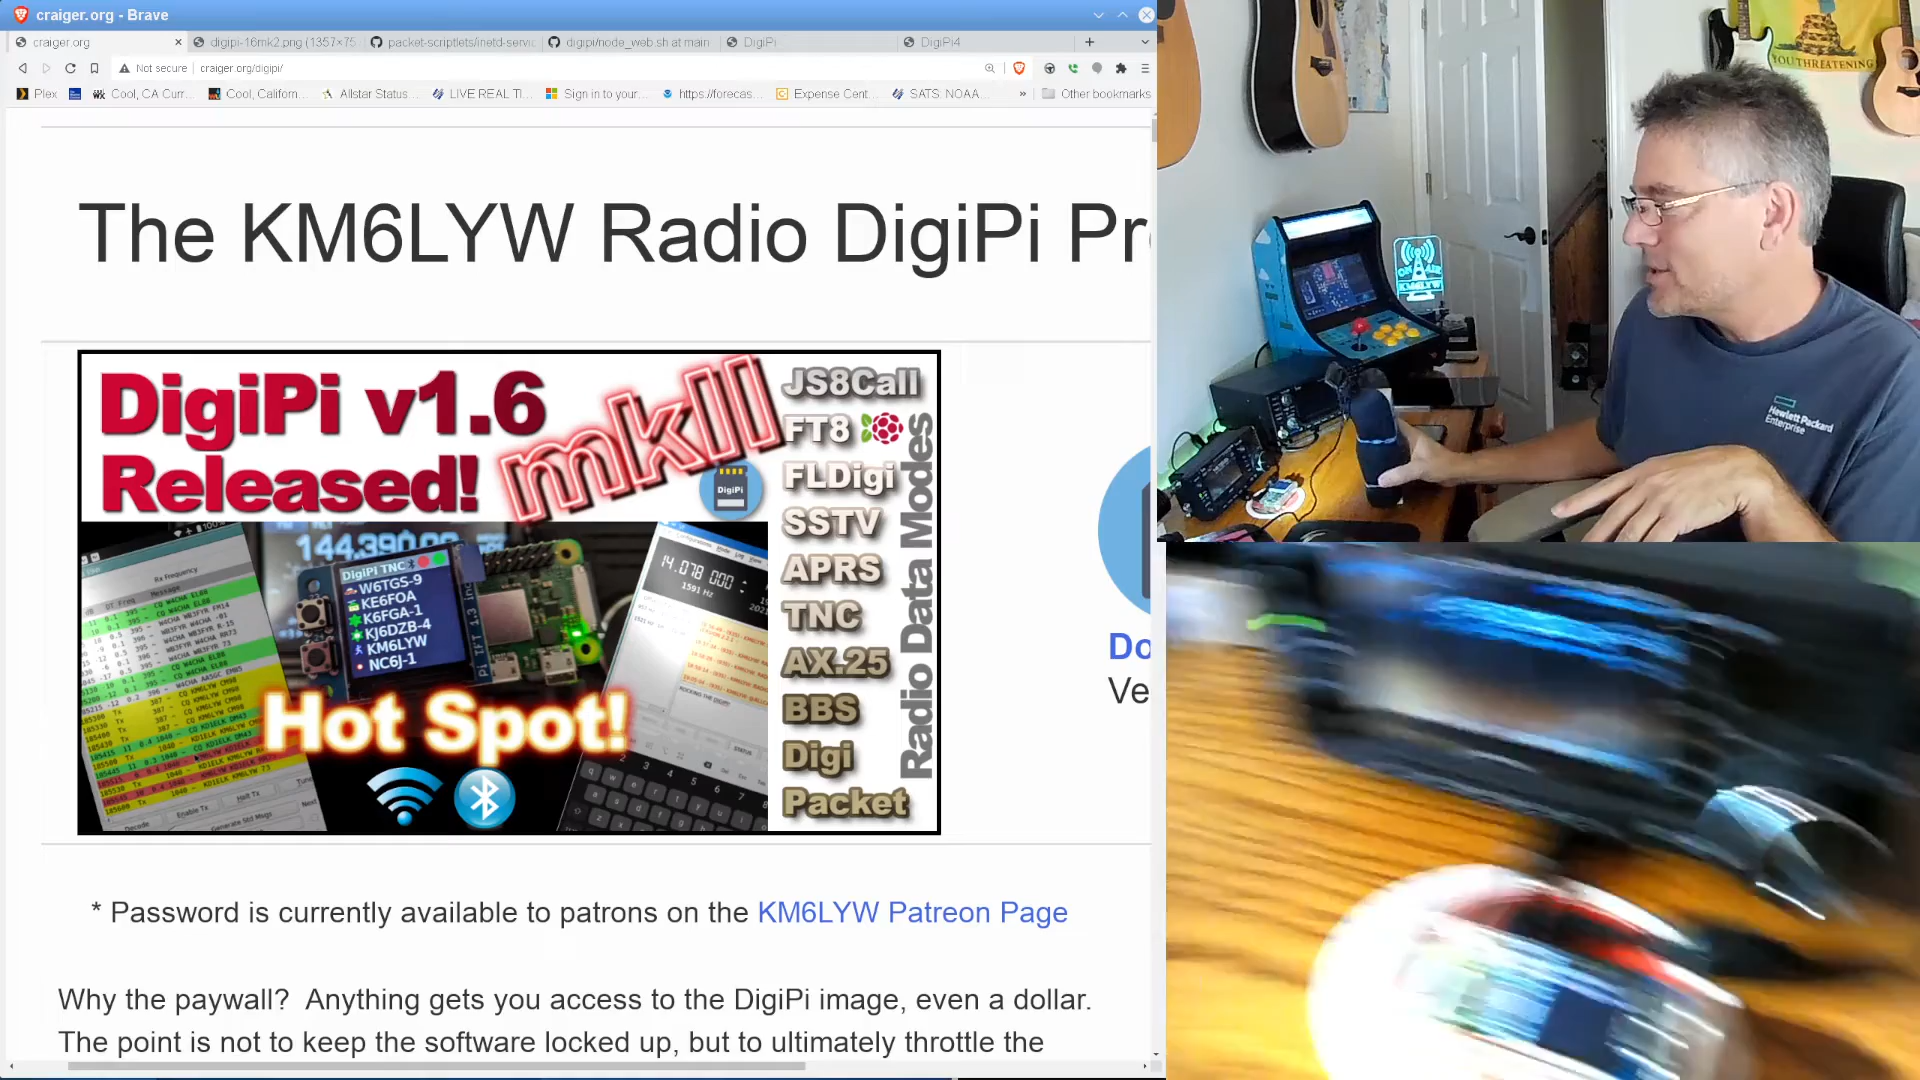 craiger.org - Brave
craiger.org
digipi-16mk2.png (1357×75
packet-scriptlets/inetd-servic
digipi/node_web.sh at main
DigiPi
DigiPi4
Not secure
craiger.org/digipi/
Plex
Cool, CA Curr...
Cool, Californ...
Allstar Status...
LIVE REAL TI...
Sign in to your...
https://forecas...
Expense Cent...
SATS: NOAA...
»
Other bookmarks
The KM6LYW Radio DigiPi Pr
DigiPi v1.6
Released!
mkII
DigiPi
JS8Call
FT8
FLDigi
SSTV
APRS
TNC
AX.25
BBS
Digi
Packet
Radio Data Modes
144.390.00
DigiPi TNC
W6TGS-9
KE6FOA
K6FGA-1
KJ6DZB-4
KM6LYW
NC6J-1
14.078 000
1591 Hz
Rx Frequency
Hot Spot!
Do
Ve
* Password is currently available to patrons on the KM6LYW Patreon Page
Why the paywall?  Anything gets you access to the DigiPi image, even a dollar.
The point is not to keep the software locked up, but to ultimately throttle the
YOU THREATENING
ON AIR
KM6LYW
Hewlett Packard
Enterprise